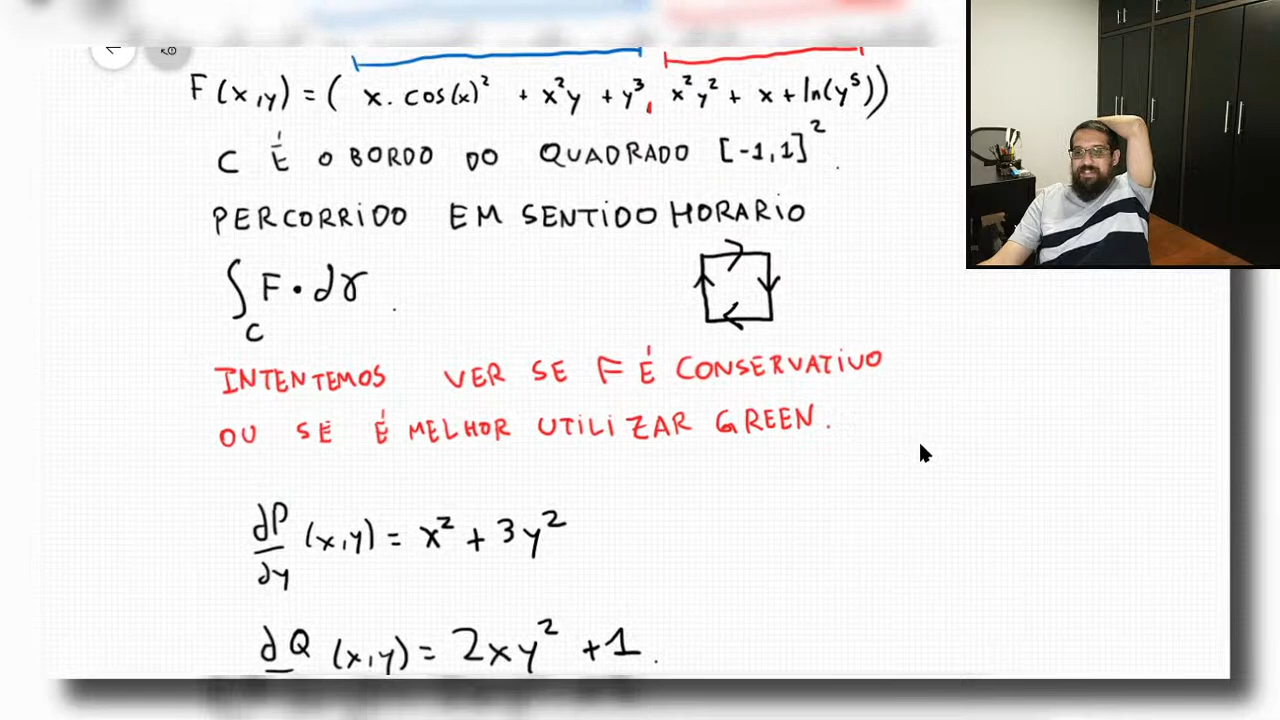 F(x,y) = ( x. cos(x)² + x²y + y³, x²y² + x + ln(y⁵))
C É O BORDO DO QUADRADO [-1,1]².
PERCORRIDO EM SENTIDO HORARIO
∫_C F • dγ.
INTENTEMOS VER SE F É CONSERVATIVO
OU SE É MELHOR UTILIZAR GREEN.
∂P/∂y (x,y) = x² + 3y²
∂Q (x,y) = 2xy² + 1.